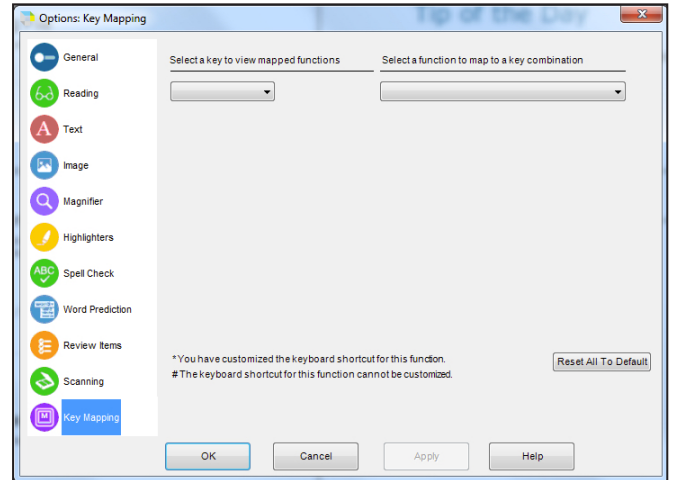 Options: Key Mapping
Tip of the Day
General
Reading
Text
Image
Magnifier
Highlighters
Spell Check
Word Prediction
Review Items
Scanning
Key Mapping
Select a key to view mapped functions
Select a function to map to a key combination
*You have customized the keyboard shortcut for this function.
#The keyboard shortcut for this function cannot be customized.
Reset All To Default
OK
Cancel
Apply
Help
A
ABC
M